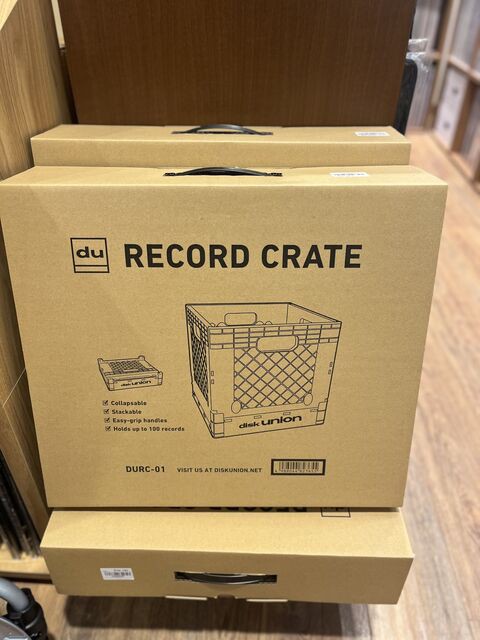 du RECORD CRATE
disk union
disk union
☑ Collapsable
☑ Stackable
☑ Easy-grip handles
☑ Holds up to 100 records
DURC-01
VISIT US AT DISKUNION.NET
RECORD